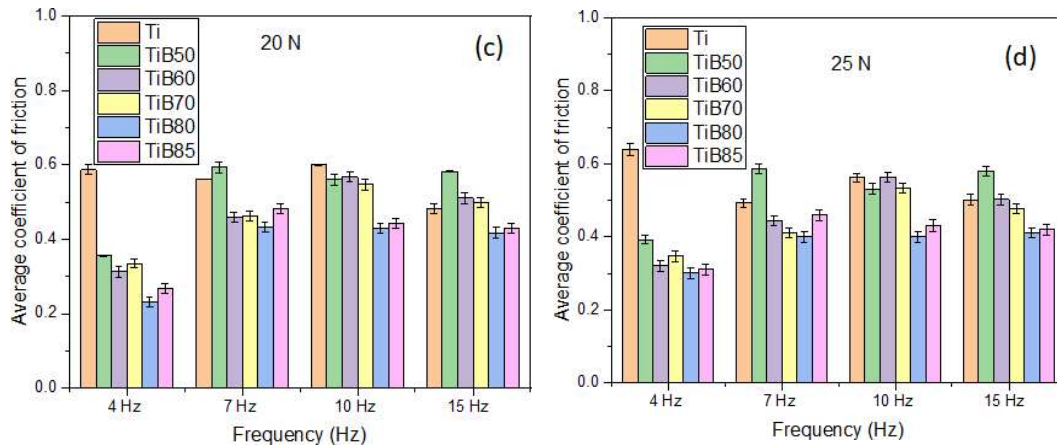 1.0
0.8
0.6
0.4
0.2
0.0
Average coefficient of friction
Ti
TiB50
TiB60
TiB70
TiB80
TiB85
20 N
(c)
4 Hz
7 Hz
10 Hz
15 Hz
Frequency (Hz)
1.0
0.8
0.6
0.4
0.2
0.0
Average coefficient of friction
Ti
TiB50
TiB60
TiB70
TiB80
TiB85
25 N
(d)
4 Hz
7 Hz
10 Hz
15 Hz
Frequency (Hz)